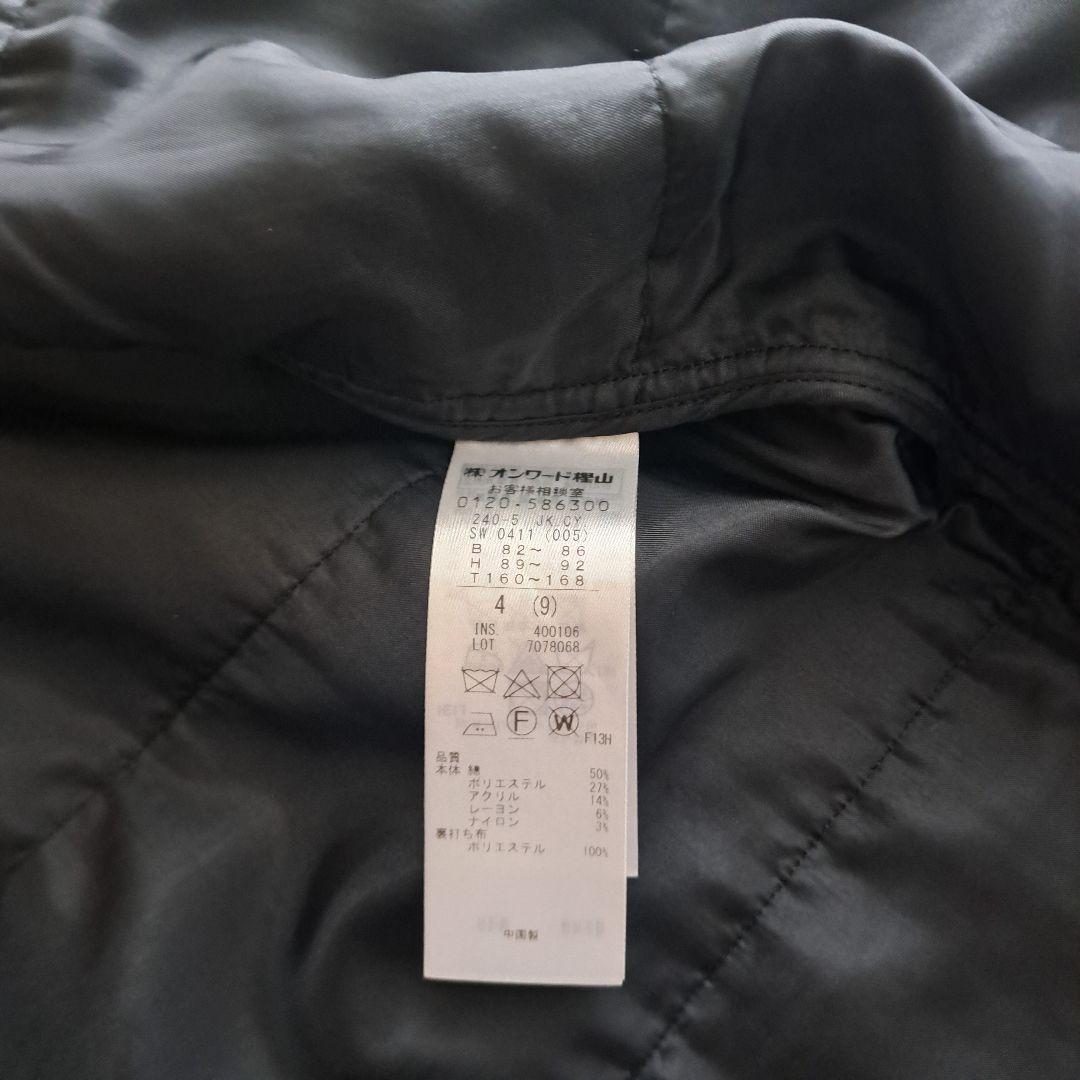 ㈱オンワード樫山
お客様相談室
0120-586300
240-5 JK CY
SW 0411 (005)
B 82～ 86
H 89～ 92
T160～168
4 (9)
INS. 400106
LOT 7078068
F W F13H
品質
本体 綿 50%
ポリエステル 27%
アクリル 14%
レーヨン 6%
ナイロン 3%
裏打ち布
ポリエステル 100%
中国製